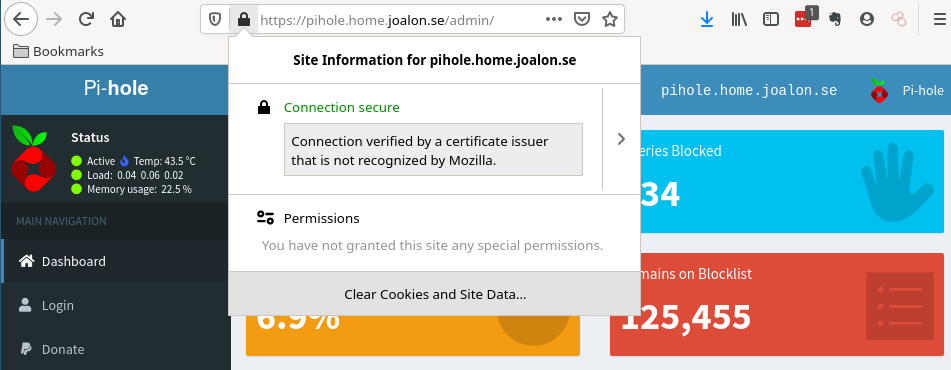 https://pihole.home.joalon.se/admin/
1
Bookmarks
Site Information for pihole.home.joalon.se
Connection secure
Connection verified by a certificate issuer
that is not recognized by Mozilla.
Permissions
You have not granted this site any special permissions.
Clear Cookies and Site Data...
Pi-hole
pihole.home.joalon.se
Pi-hole
Status
Active Temp: 43.5 °C
Load: 0.04 0.06 0.02
Memory usage: 22.5 %
MAIN NAVIGATION
Dashboard
Login
Donate
eries Blocked
34
6.9%
mains on Blocklist
125,455